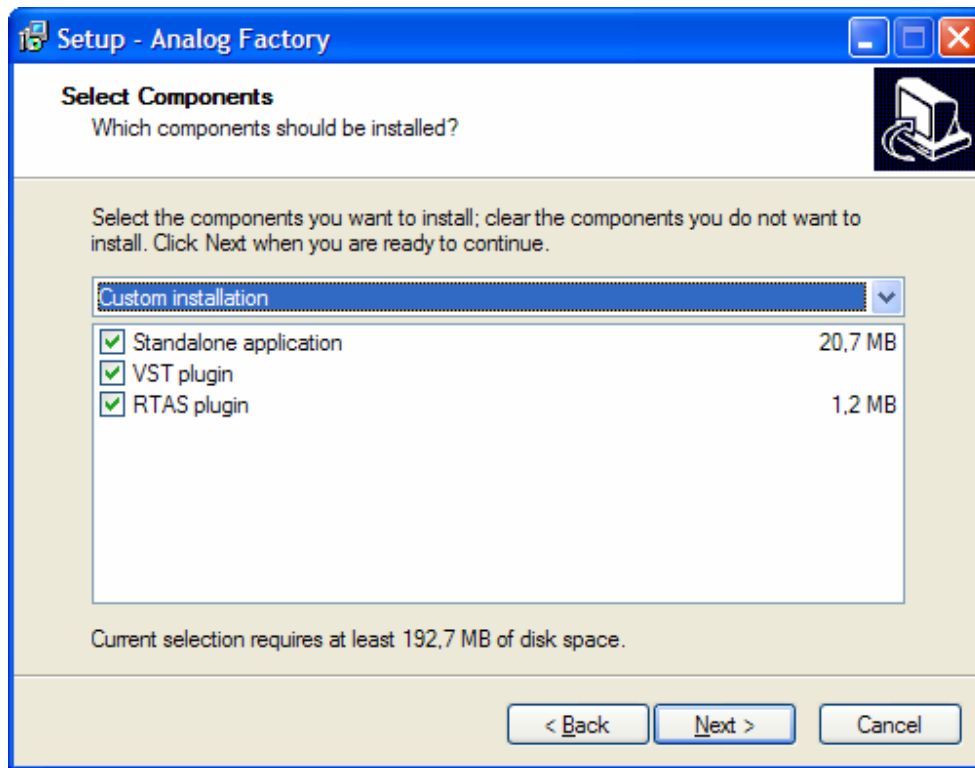 Setup - Analog Factory
Select Components
Which components should be installed?
Select the components you want to install; clear the components you do not want to
install. Click Next when you are ready to continue.
Custom installation
Standalone application 20,7 MB
VST plugin
RTAS plugin 1,2 MB
Current selection requires at least 192,7 MB of disk space.
< Back Next > Cancel